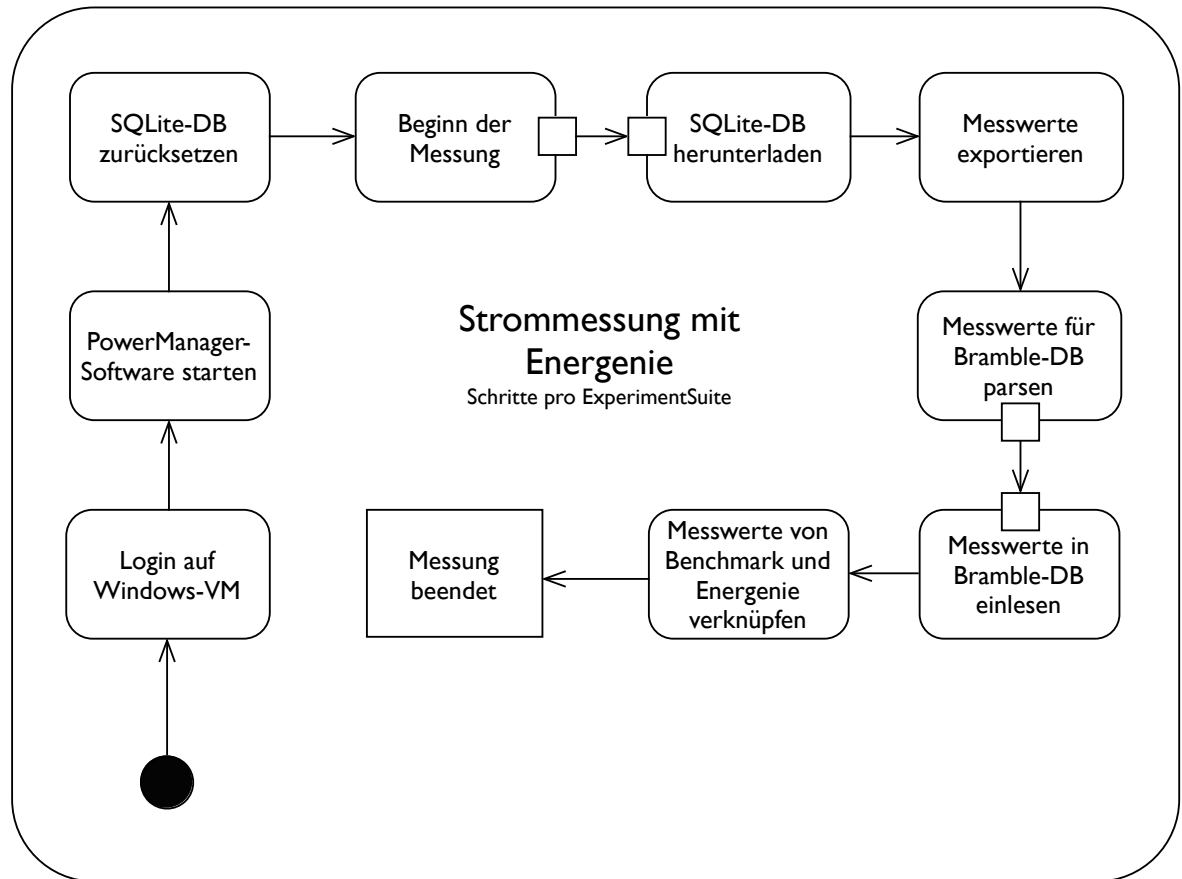 SQLite-DB
zurücksetzen
Beginn der
Messung
SQLite-DB
herunterladen
Messwerte
exportieren
PowerManager-
Software starten
Strommessung mit
Energenie
Schritte pro ExperimentSuite
Messwerte für
Bramble-DB
parsen
Login auf
Windows-VM
Messung
beendet
Messwerte von
Benchmark und
Energenie
verknüpfen
Messwerte in
Bramble-DB
einlesen